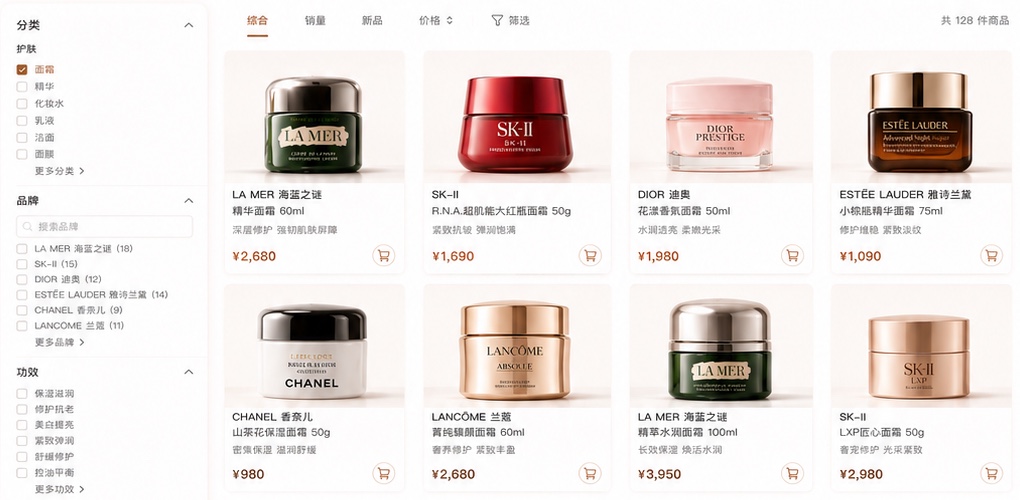 分类
护肤
面霜
精华
化妆水
乳液
洁面
面膜
更多分类
品牌
搜索品牌
LA MER 海蓝之谜 (18)
SK-II (15)
DIOR 迪奥 (12)
ESTĒE LAUDER 雅诗兰黛 (14)
CHANEL 香奈儿 (9)
LANCÔME 兰蔻 (11)
更多品牌
功效
保湿滋润
修护抗老
美白提亮
紧致弹润
舒缓修护
控油平衡
更多功效
综合 销量 新品 价格 筛选
共 128 件商品
LA MER
LA MER 海蓝之谜
精华面霜 60ml
深层修护 强韧肌肤屏障
¥2,680
SK-II
SK-II
SK-II
R.N.A.超肌能大红瓶面霜 50g
紧致抗皱 弹润饱满
¥1,690
DIOR
PRESTIGE
DIOR 迪奥
花漾香氛面霜 50ml
水润透亮 柔嫩光采
¥1,980
ESTĒE LAUDER
Advanced Night Repair
ESTĒE LAUDER 雅诗兰黛
小棕瓶精华面霜 75ml
修护维稳 紧致淡纹
¥1,090
CHANEL
CHANEL 香奈儿
山茶花保湿面霜 50g
密集保湿 滋润舒缓
¥980
LANCÔME
ABSOLUE
LANCÔME 兰蔻
菁纯臻颜面霜 60ml
奢养修护 紧致丰盈
¥2,680
LA MER
LA MER 海蓝之谜
精萃水润面霜 100ml
长效保湿 焕活水润
¥3,950
SK-II
LXP
SK-II
LXP匠心面霜 50g
奢宠修护 光采紧致
¥2,980